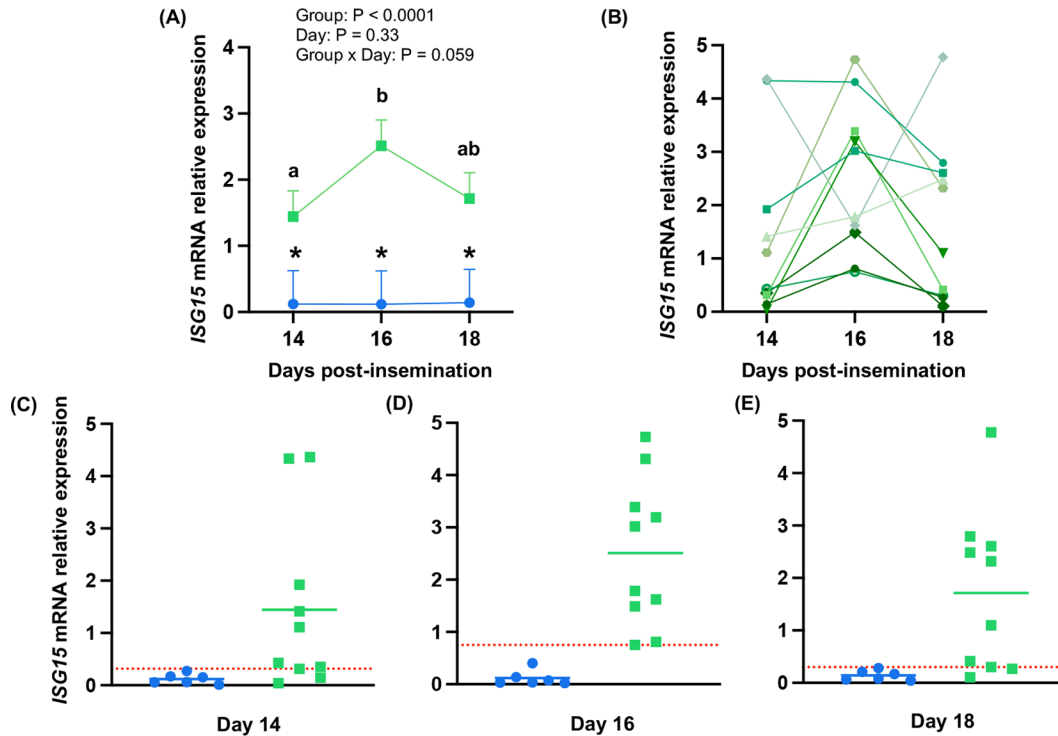 (A)
Group: P < 0.0001
Day: P = 0.33
Group x Day: P = 0.059
ISG15 mRNA relative expression
4
3
2
1
0
a
b
ab
*
*
*
14
16
18
Days post-insemination
(B)
ISG15 mRNA relative expression
5
4
3
2
1
0
14
16
18
Days post-insemination
(C)
ISG15 mRNA relative expression
5
4
3
2
1
0
Day 14
(D)
5
4
3
2
1
0
Day 16
(E)
5
4
3
2
1
0
Day 18